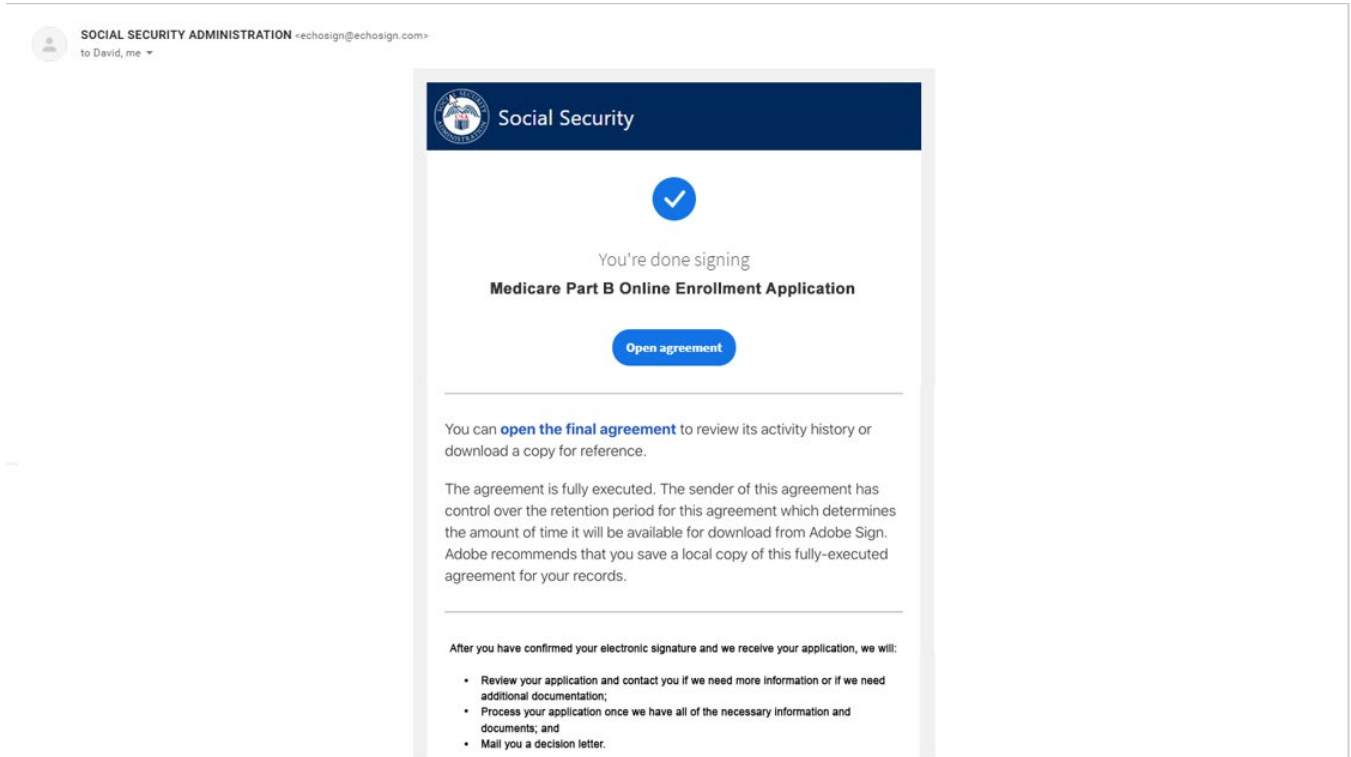 SOCIAL SECURITY ADMINISTRATION <echosign@echosign.com>
to David, me
Social Security
You're done signing
Medicare Part B Online Enrollment Application
Open agreement
You can open the final agreement to review its activity history or
download a copy for reference.
The agreement is fully executed. The sender of this agreement has
control over the retention period for this agreement which determines
the amount of time it will be available for download from Adobe Sign.
Adobe recommends that you save a local copy of this fully-executed
agreement for your records.
After you have confirmed your electronic signature and we receive your application, we will:
• Review your application and contact you if we need more information or if we need
additional documentation;
• Process your application once we have all of the necessary information and
documents; and
• Mail you a decision letter.